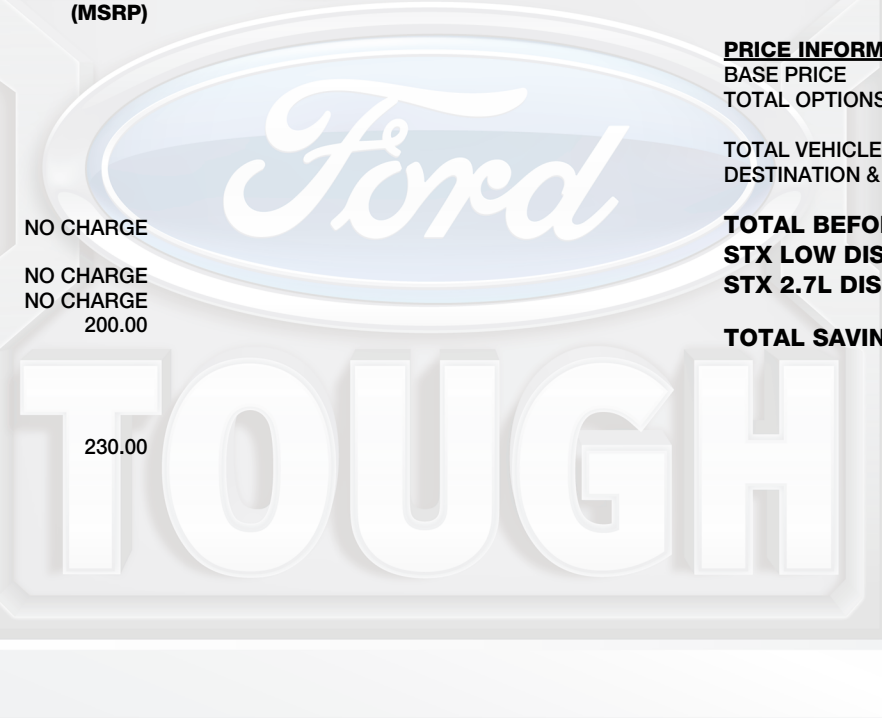 (MSRP)
NO CHARGE
NO CHARGE
NO CHARGE
200.00
230.00
Ford
TOUGH
PRICE INFORM
BASE PRICE
TOTAL OPTIONS
TOTAL VEHICLE
DESTINATION &
TOTAL BEFO
STX LOW DIS
STX 2.7L DIS
TOTAL SAVIN